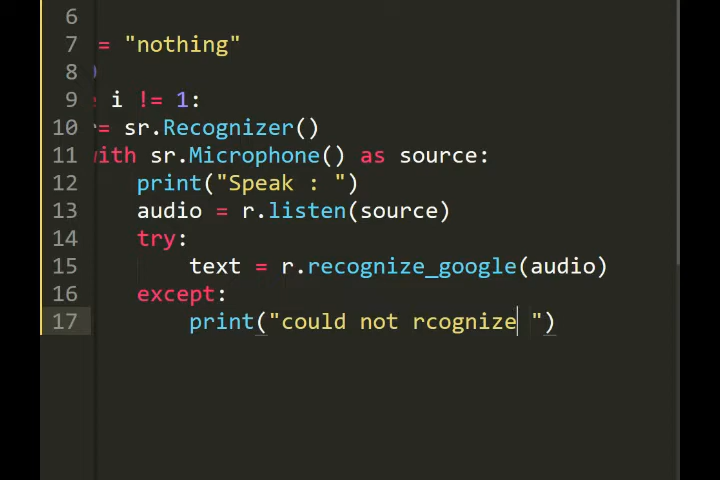 6
7 = "nothing"
8
9 i != 1:
10 = sr.Recognizer()
11 with sr.Microphone() as source:
12 print("Speak : ")
13 audio = r.listen(source)
14 try:
15 text = r.recognize_google(audio)
16 except:
17 print("could not rcognize ")